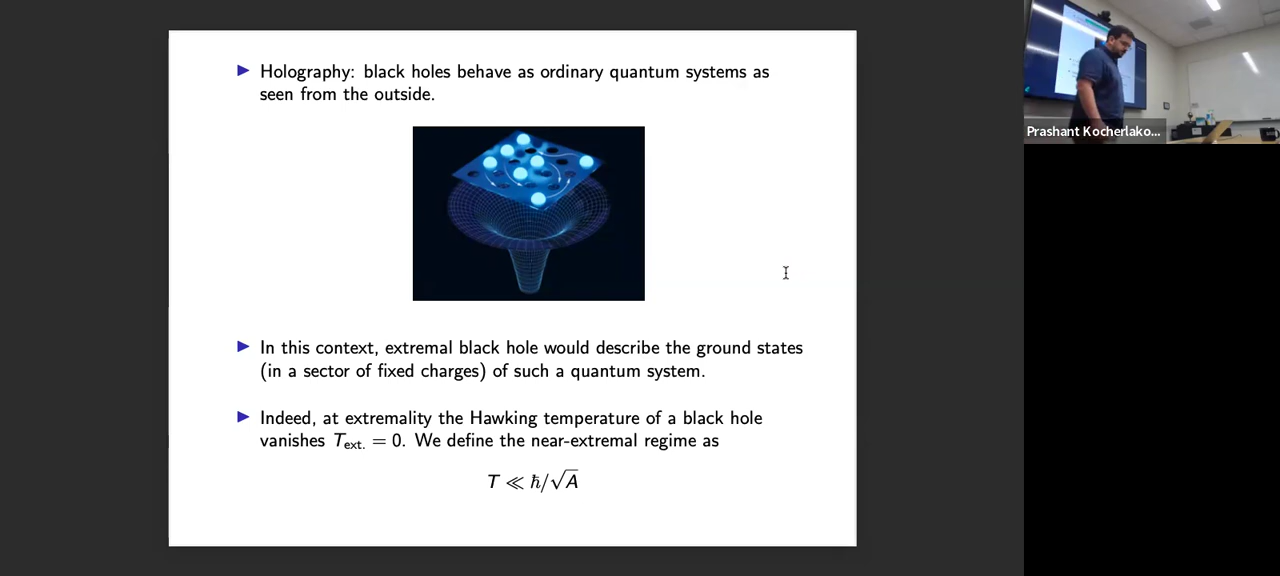 ▶ Holography: black holes behave as ordinary quantum systems as
seen from the outside.
▶ In this context, extremal black hole would describe the ground states
(in a sector of fixed charges) of such a quantum system.
▶ Indeed, at extremality the Hawking temperature of a black hole
vanishes T_ext. = 0. We define the near-extremal regime as
T ≪ ℏ/√A
Prashant Kocherlako...